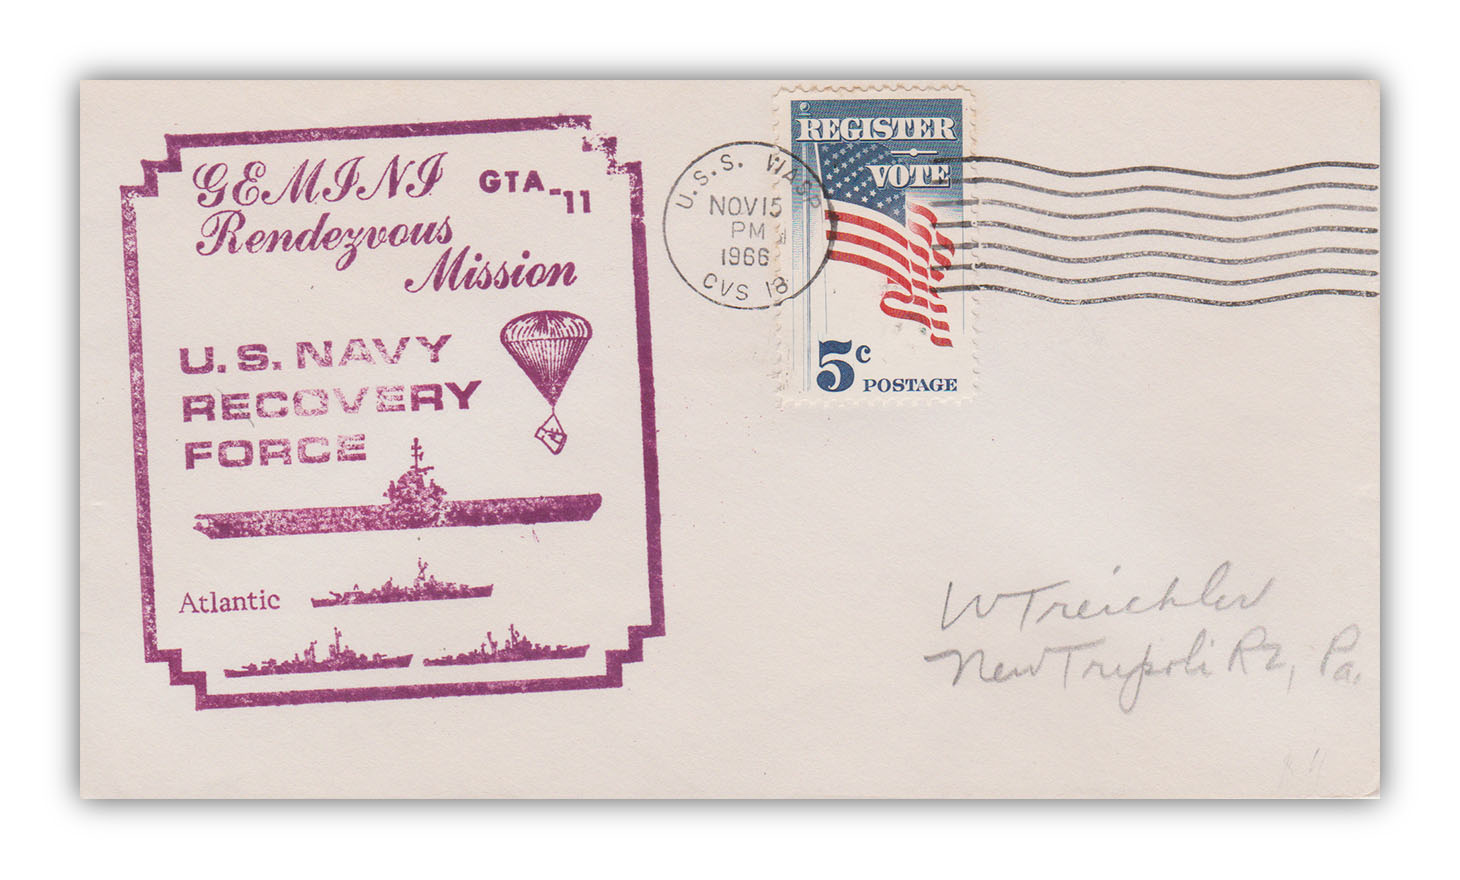 GEMINI GTA-11
Rendezvous
Mission
U.S. NAVY
RECOVERY
FORCE
Atlantic
U.S.S. WASP
NOV 15
PM
1966
CVS 18
REGISTER
VOTE
5c POSTAGE
W Treichler
New Tripoli R2, Pa.